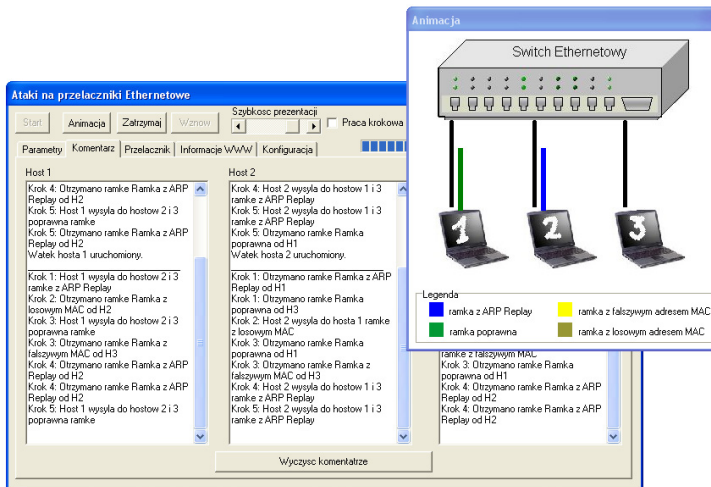 Animacja
Switch Ethernetowy
1
2
3
Legenda
ramka z ARP Replay
ramka z falszywym adresem MAC
ramka poprawna
ramka z losowym adresem MAC
Ataki na przelaczniki Ethernetowe
Start
Animacja
Zatrzymaj
Wznow
Szybkosc prezentacji
Praca krokowa
Parametry
Komentarz
Przelacznik
Informacje WWW
Konfiguracja
Host 1
Krok 4: Otrzymano ramke Ramka z ARP
Replay od H2
Krok 5: Host 1 wysyla do hostow 2 i 3
poprawna ramke
Krok 5: Otrzymano ramke Ramka z ARP
Replay od H2
Watek hosta 1 uruchomiony.
Krok 1: Host 1 wysyla do hostow 2 i 3
ramke z ARP Replay
Krok 2: Otrzymano ramke Ramka z
losowym MAC od H2
Krok 3: Host 1 wysyla do hostow 2 i 3
poprawna ramke
Krok 3: Otrzymano ramke Ramka z
falszywym MAC od H3
Krok 4: Otrzymano ramke Ramka z ARP
Replay od H2
Krok 4: Otrzymano ramke Ramka z ARP
Replay od H2
Krok 5: Host 1 wysyla do hostow 2 i 3
poprawna ramke
Host 2
Krok 4: Host 2 wysyla do hostow 1 i 3
ramke z ARP Replay
Krok 5: Host 2 wysyla do hostow 1 i 3
ramke z ARP Replay
Krok 5: Otrzymano ramke Ramka
poprawna od H1
Watek hosta 2 uruchomiony.
Krok 1: Otrzymano ramke Ramka z ARP
Replay od H1
Krok 1: Otrzymano ramke Ramka
poprawna od H3
Krok 2: Host 2 wysyla do hosta 1 ramke
z losowym MAC
Krok 3: Otrzymano ramke Ramka
poprawna od H1
Krok 3: Otrzymano ramke Ramka z
falszywym MAC od H3
Krok 4: Host 2 wysyla do hostow 1 i 3
ramke z ARP Replay
Krok 5: Host 2 wysyla do hostow 1 i 3
ramke z ARP Replay
ramke z falszywym MAC
Krok 3: Otrzymano ramke Ramka
poprawna od H1
Krok 4: Otrzymano ramke Ramka z ARP
Replay od H2
Krok 4: Otrzymano ramke Ramka z ARP
Replay od H2
Wyczysc komentatrze